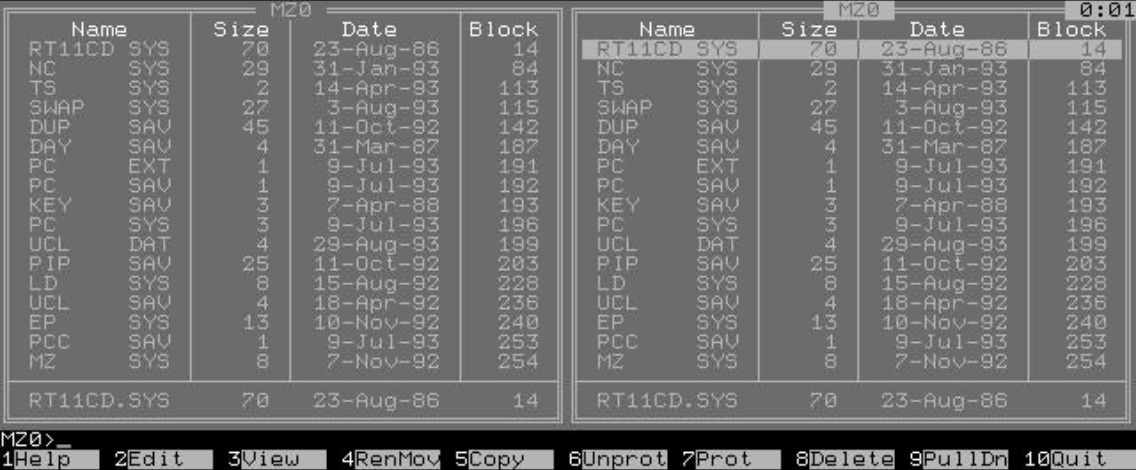 MZ0 MZ0 0:01
Name Size Date Block Name Size Date Block
RT11CD SYS 70 23-Aug-86 14 RT11CD SYS 70 23-Aug-86 14
NC SYS 29 31-Jan-93 84 NC SYS 29 31-Jan-93 84
TS SYS 2 14-Apr-93 113 TS SYS 2 14-Apr-93 113
SWAP SYS 27 3-Aug-93 115 SWAP SYS 27 3-Aug-93 115
DUP SAV 45 11-Oct-92 142 DUP SAV 45 11-Oct-92 142
DAY SAV 4 31-Mar-87 187 DAY SAV 4 31-Mar-87 187
PC EXT 1 9-Jul-93 191 PC EXT 1 9-Jul-93 191
PC SAV 1 9-Jul-93 192 PC SAV 1 9-Jul-93 192
KEY SAV 3 7-Apr-88 193 KEY SAV 3 7-Apr-88 193
PC SYS 3 9-Jul-93 196 PC SYS 3 9-Jul-93 196
UCL DAT 4 29-Aug-93 199 UCL DAT 4 29-Aug-93 199
PIP SAV 25 11-Oct-92 203 PIP SAV 25 11-Oct-92 203
LD SYS 8 15-Aug-92 228 LD SYS 8 15-Aug-92 228
UCL SAV 4 18-Apr-92 236 UCL SAV 4 18-Apr-92 236
EP SYS 13 10-Nov-92 240 EP SYS 13 10-Nov-92 240
PCC SAV 1 9-Jul-93 253 PCC SAV 1 9-Jul-93 253
MZ SYS 8 7-Nov-92 254 MZ SYS 8 7-Nov-92 254
RT11CD.SYS 70 23-Aug-86 14 RT11CD.SYS 70 23-Aug-86 14
MZ0>_
1Help 2Edit 3View 4RenMov 5Copy 6Unprot 7Prot 8Delete 9PullDn 10Quit